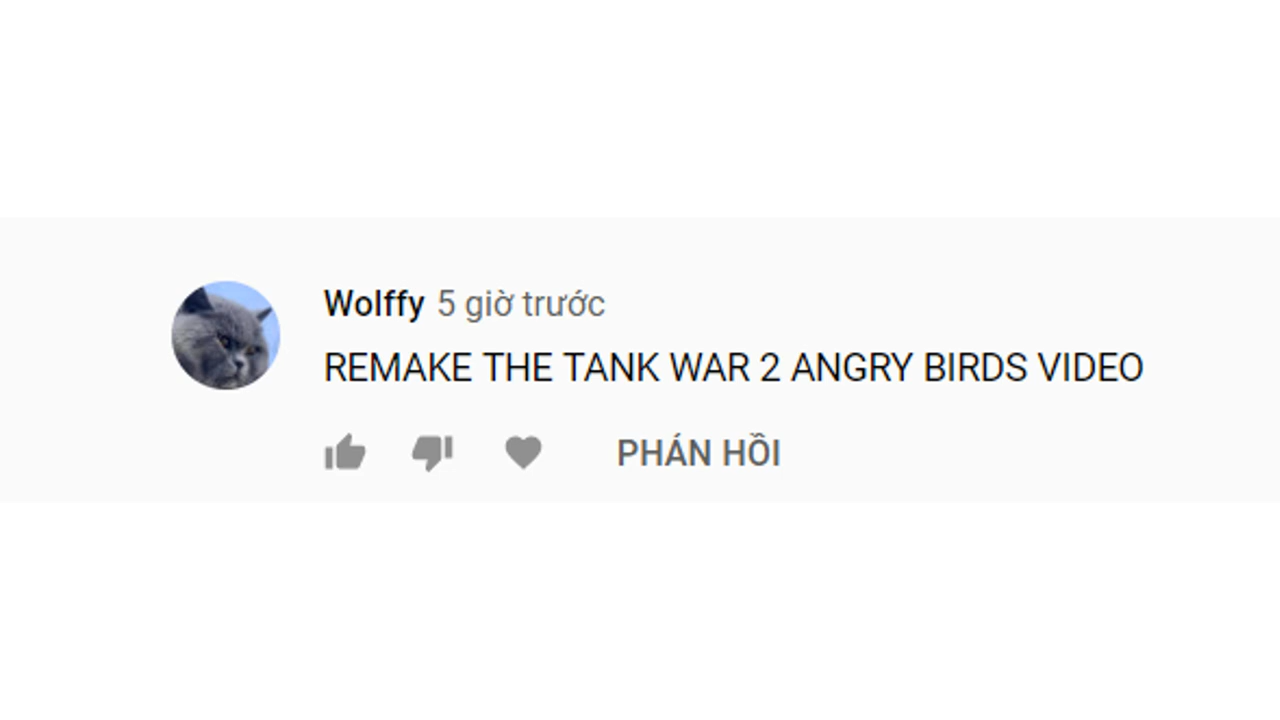 Wolffy 5 giờ trước
REMAKE THE TANK WAR 2 ANGRY BIRDS VIDEO
PHẢN HỒI